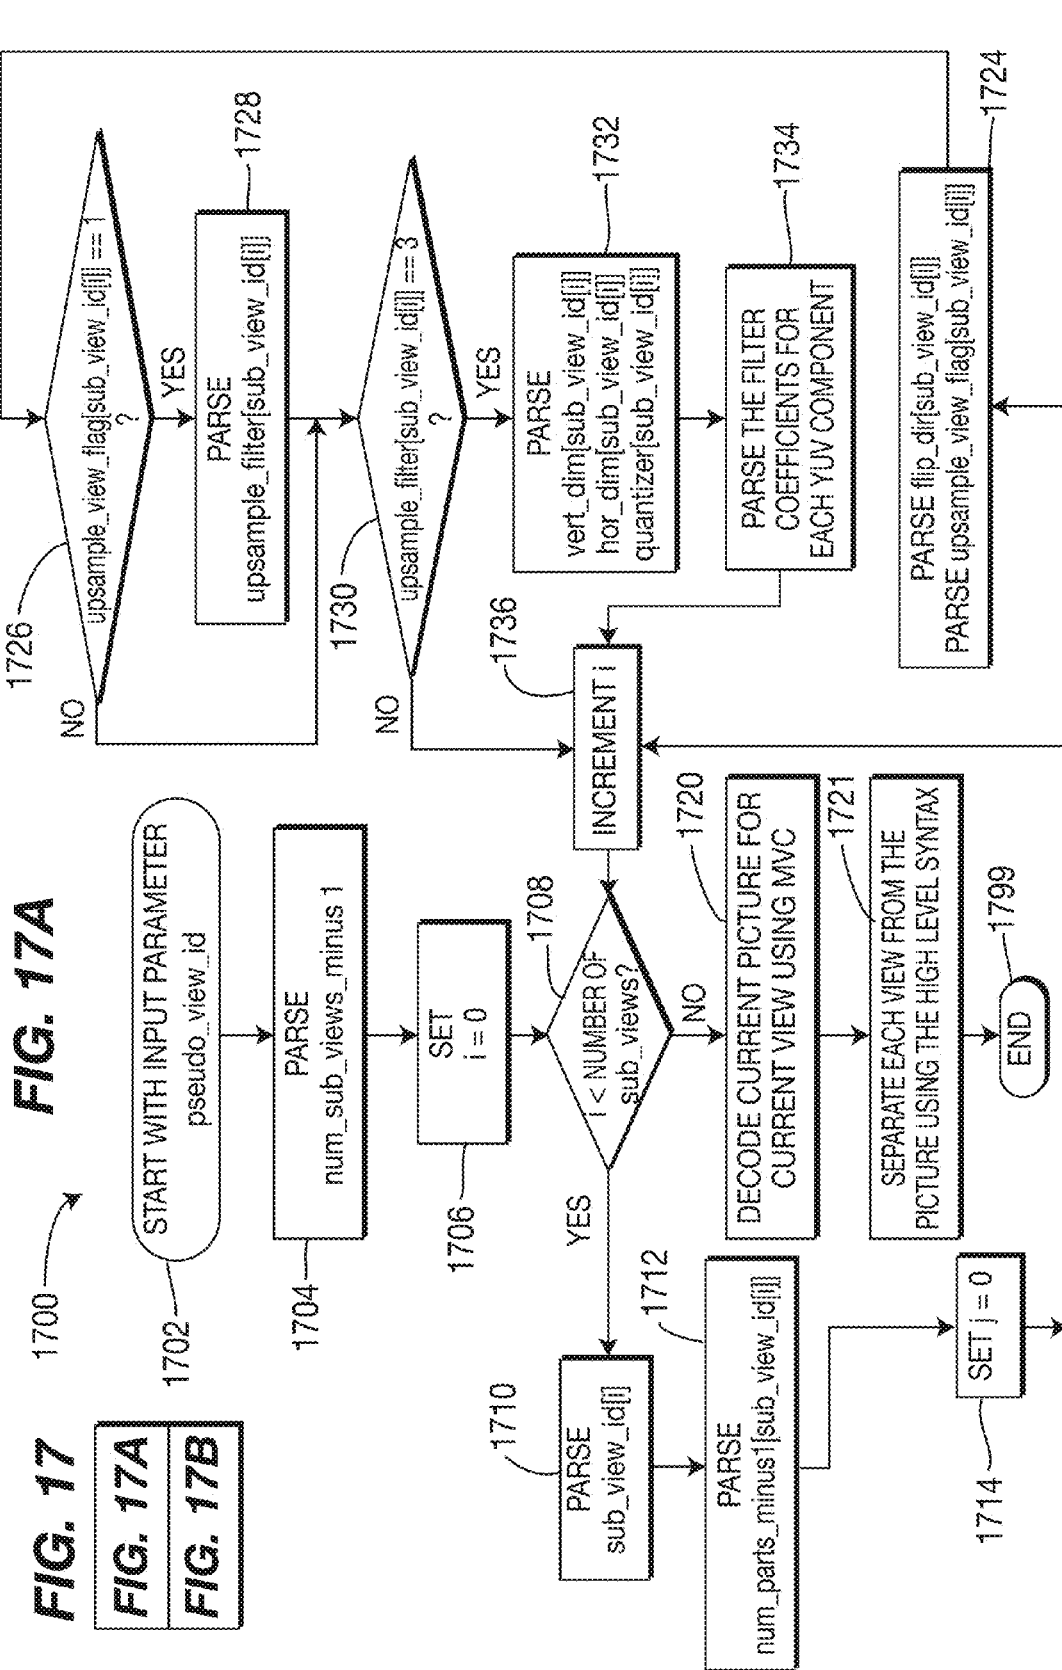 FIG. 17
FIG. 17A
FIG. 17B
FIG. 17A
1700
1702
START WITH INPUT PARAMETER
pseudo_view_id
1704
PARSE
num_sub_views_minus 1
1706
SET
i = 0
1708
i < NUMBER OF
sub_views?
YES
NO
1710
PARSE
sub_view_id[i]
1712
PARSE
num_parts_minus1[sub_view_id[i]]
1714
SET j = 0
1720
DECODE CURRENT PICTURE FOR
CURRENT VIEW USING MVC
1721
SEPARATE EACH VIEW FROM THE
PICTURE USING THE HIGH LEVEL SYNTAX
1799
END
1726
upsample_view_flag[sub_view_id[i]] == 1
?
NO
YES
1728
PARSE
upsample_filter[sub_view_id[i]]
1730
upsample_filter[sub_view_id[i]] == 3
?
NO
YES
1732
PARSE
vert_dim[sub_view_id[i]]
hor_dim[sub_view_id[i]]
quantizer[sub_view_id[i]]
1734
PARSE THE FILTER
COEFFICIENTS FOR
EACH YUV COMPONENT
1736
INCREMENT i
1724
PARSE flip_dir[sub_view_id[i]]
PARSE upsample_view_flag[sub_view_id[i]]